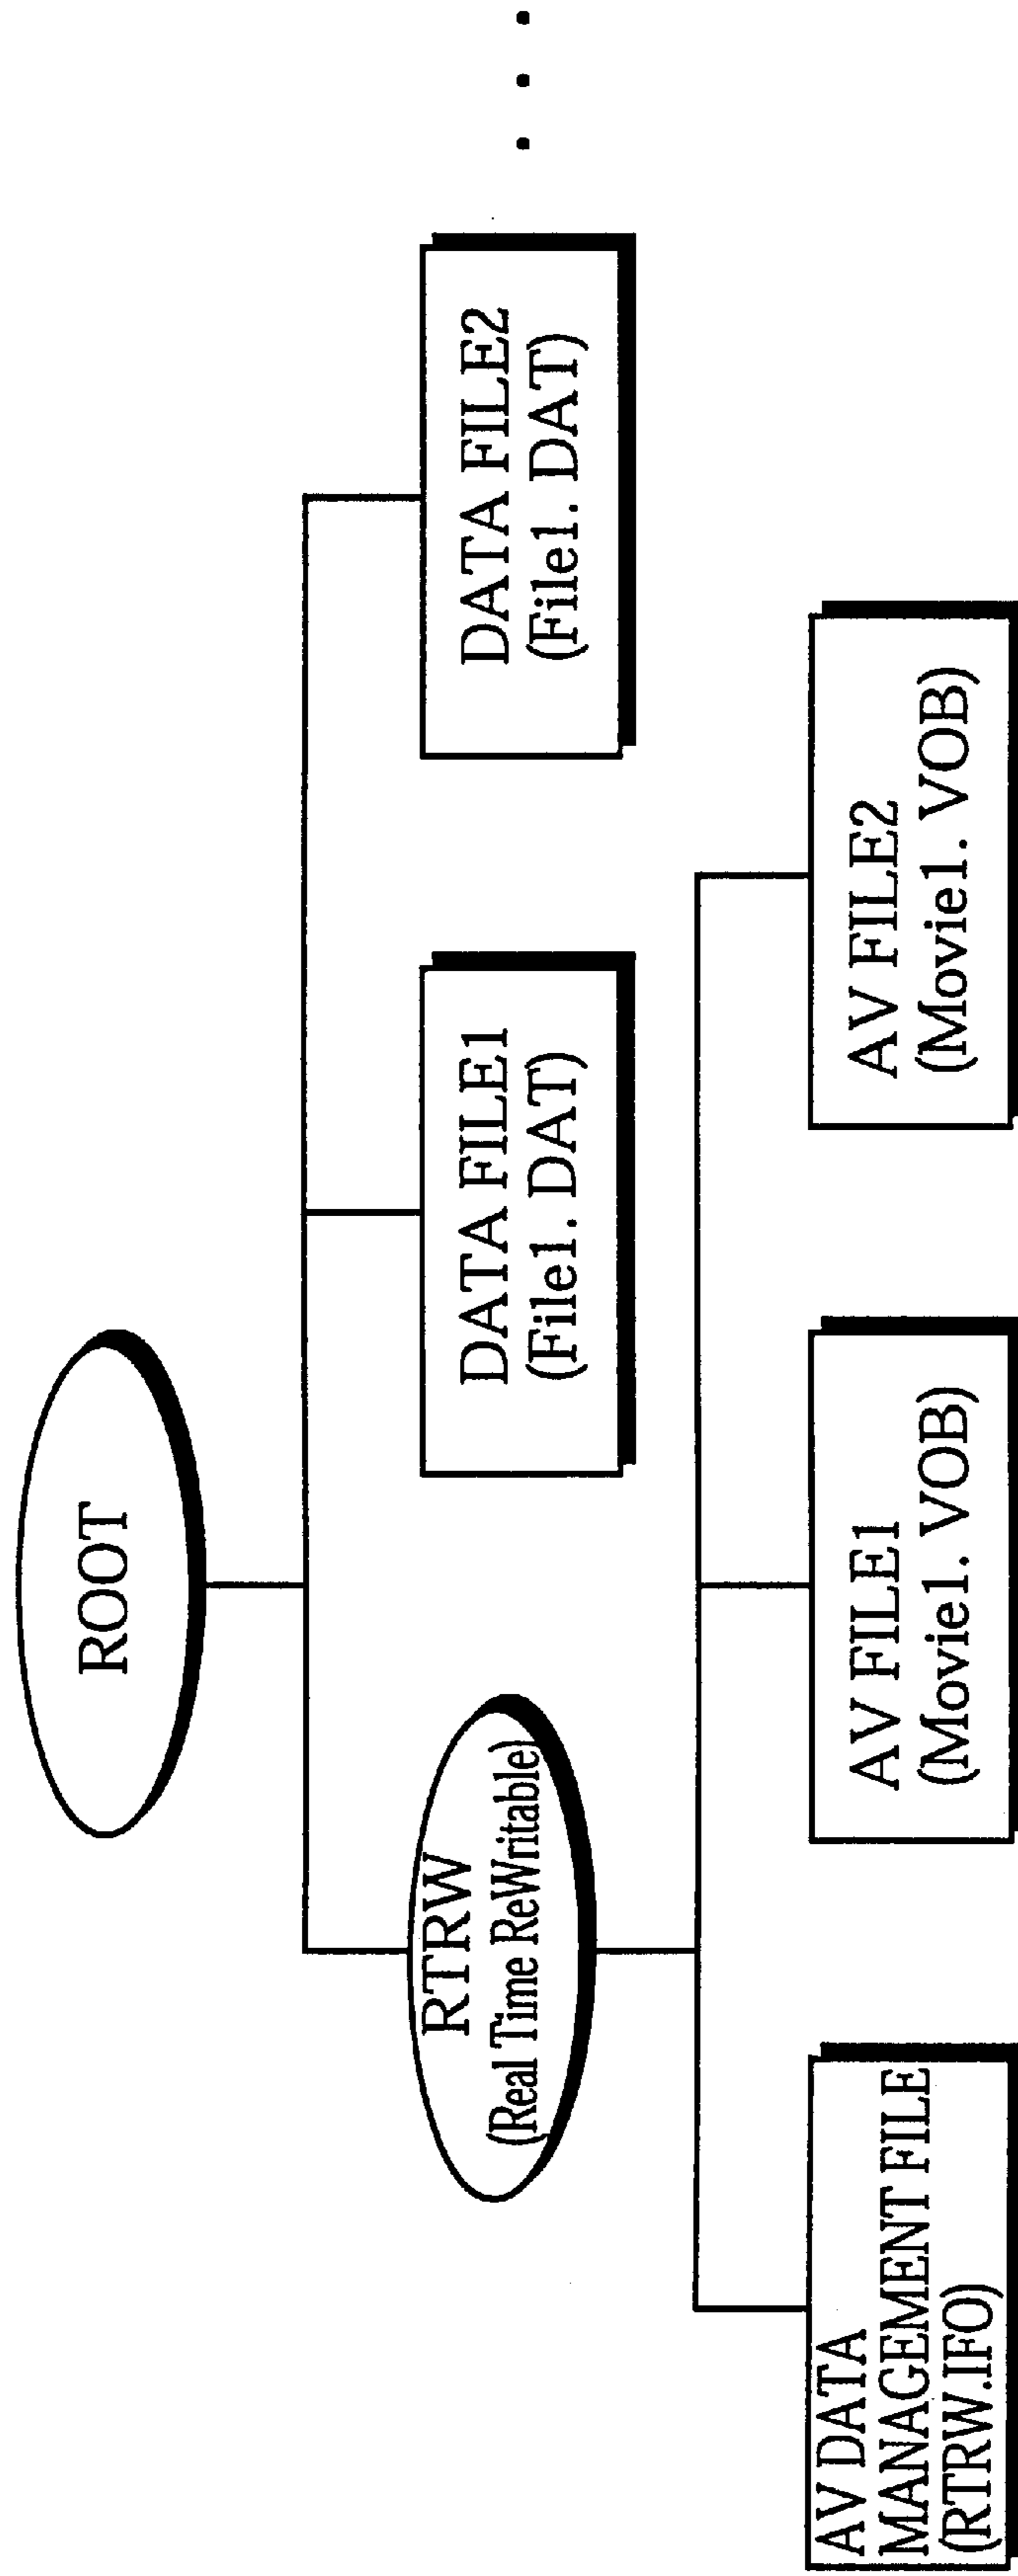 ROOT
RTRW
(Real Time ReWritable)
DATA FILE1
(File1. DAT)
DATA FILE2
(File1. DAT)
. . .
AV DATA
MANAGEMENT FILE
(RTRW.IFO)
AV FILE1
(Movie1. VOB)
AV FILE2
(Movie1. VOB)